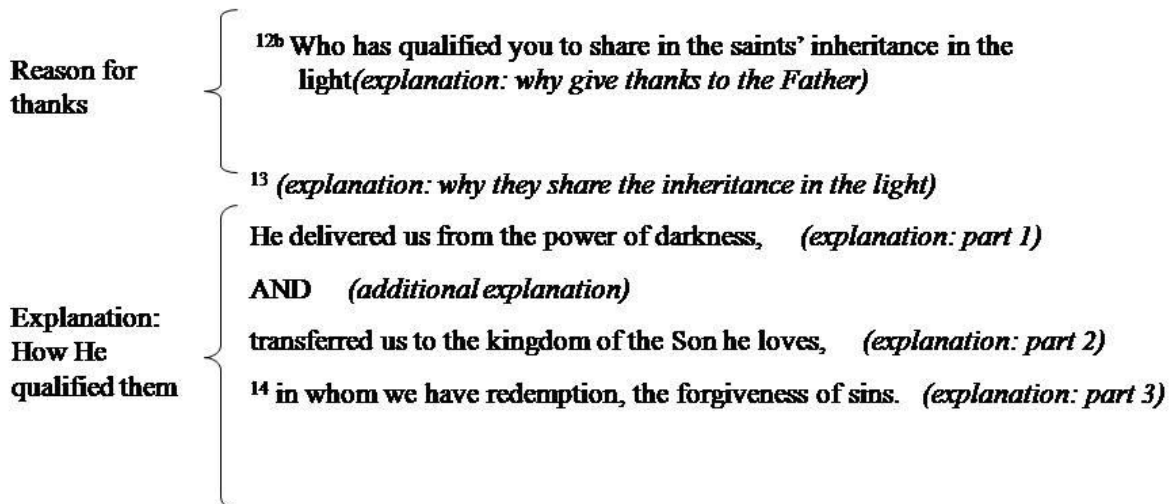 Reason for
thanks
12b Who has qualified you to share in the saints’ inheritance in the
light(explanation: why give thanks to the Father)
13 (explanation: why they share the inheritance in the light)
He delivered us from the power of darkness, (explanation: part 1)
AND (additional explanation)
Explanation:
How He
qualified them
transferred us to the kingdom of the Son he loves, (explanation: part 2)
14 in whom we have redemption, the forgiveness of sins. (explanation: part 3)